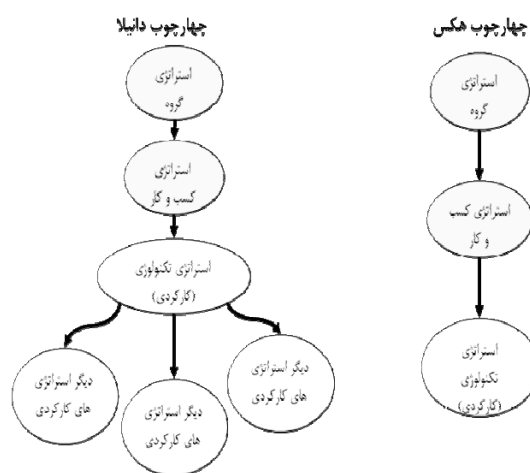 چهارچوب هکس
استراتژی
گروه
استراتژی کسب
و کار
استراتژی
تکنولوژی
(کارکردی)
چهارچوب دانیلا
استراتژی
گروه
استراتژی
کسب و کار
استراتژی تکنولوژی
(کارکردی)
دیگر استراتژی
های کارکردی
دیگر استراتژی
های کارکردی
دیگر استراتژی
های کارکردی